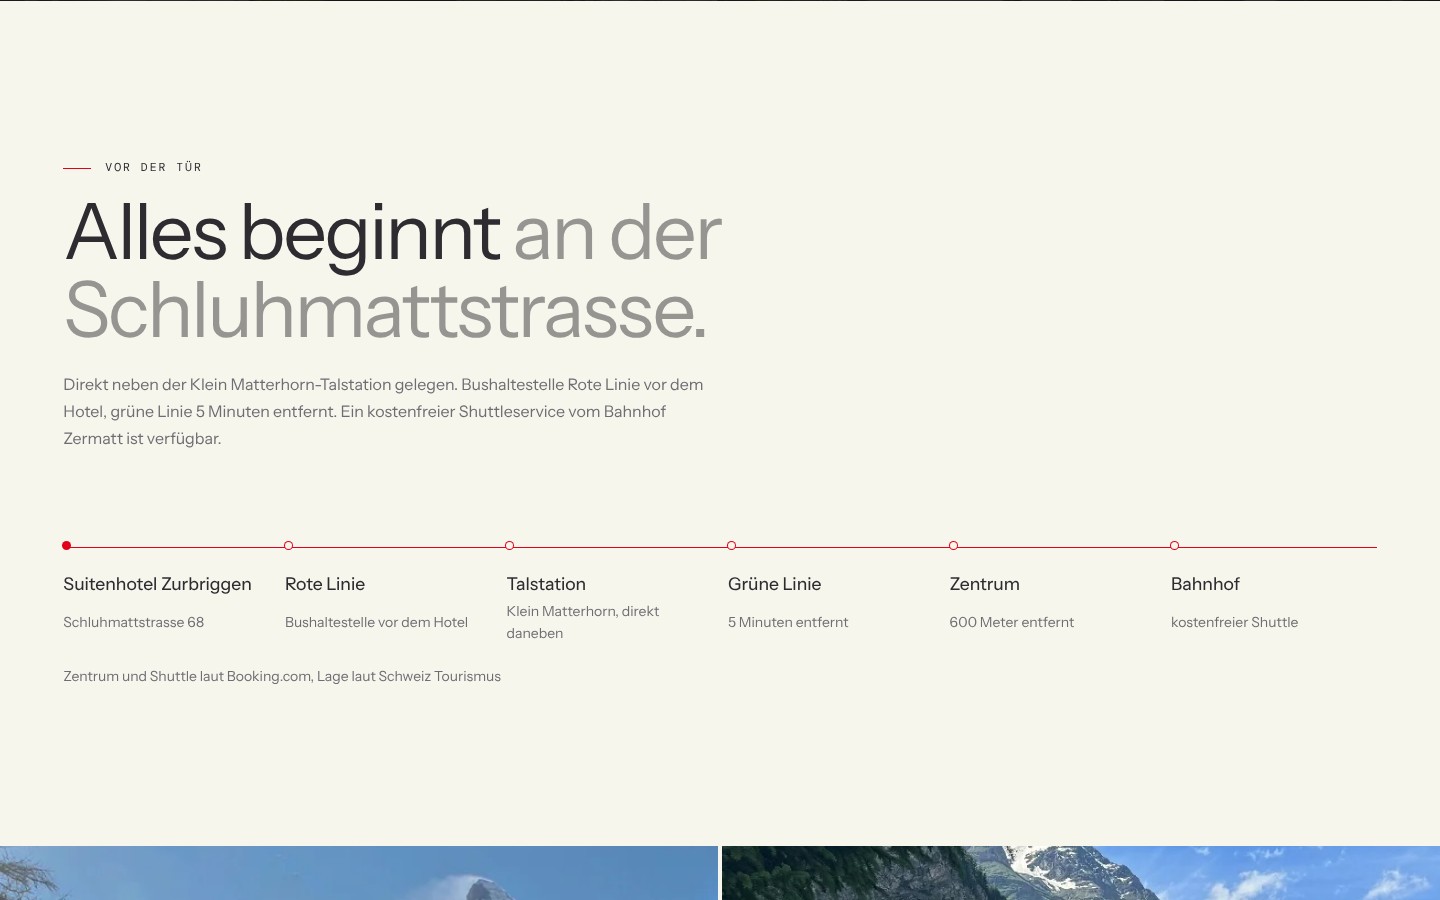 VOR DER TÜR
Alles beginnt an der
Schluhmattstrasse.
Direkt neben der Klein Matterhorn-Talstation gelegen. Bushaltestelle Rote Linie vor dem
Hotel, grüne Linie 5 Minuten entfernt. Ein kostenfreier Shuttleservice vom Bahnhof
Zermatt ist verfügbar.
Suitenhotel Zurbriggen
Schluhmattstrasse 68
Rote Linie
Bushaltestelle vor dem Hotel
Talstation
Klein Matterhorn, direkt
daneben
Grüne Linie
5 Minuten entfernt
Zentrum
600 Meter entfernt
Bahnhof
kostenfreier Shuttle
Zentrum und Shuttle laut Booking.com, Lage laut Schweiz Tourismus